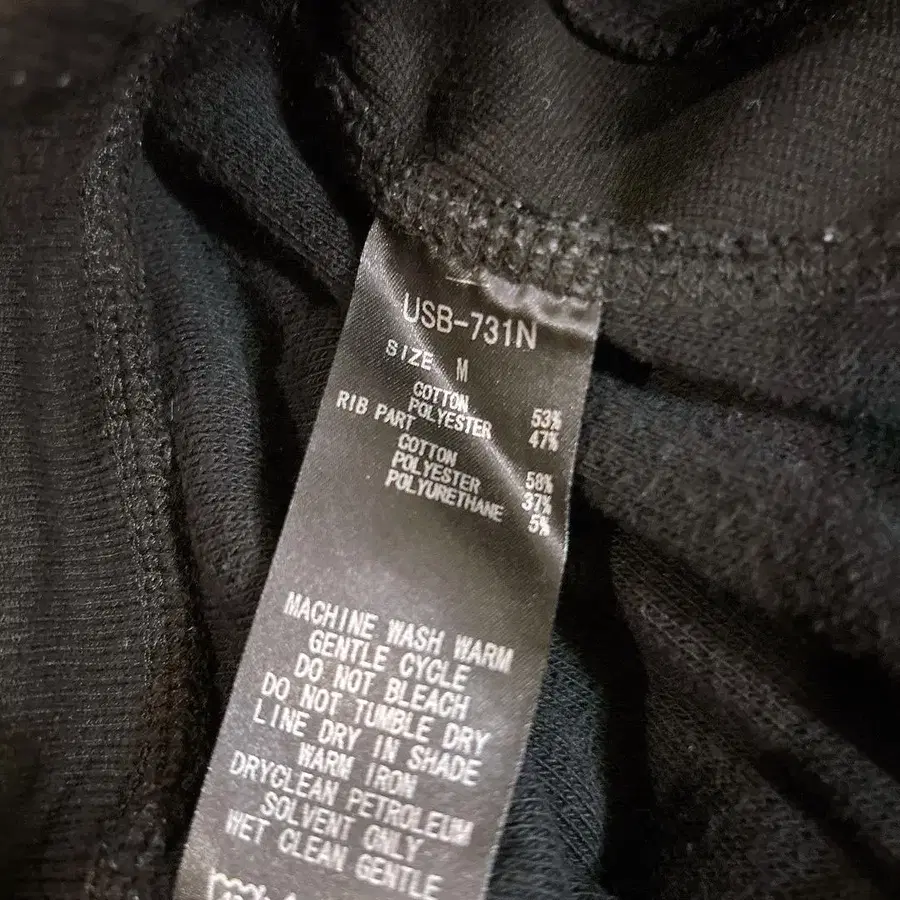 USB-731N
SIZE M
COTTON 53%
POLYESTER 47%
RIB PART
COTTON 58%
POLYESTER 37%
POLYURETHANE 5%
MACHINE WASH WARM
GENTLE CYCLE
DO NOT BLEACH
DO NOT TUMBLE DRY
LINE DRY IN SHADE
WARM IRON
DRYCLEAN PETROLEUM
SOLVENT ONLY
WET CLEAN GENTLE